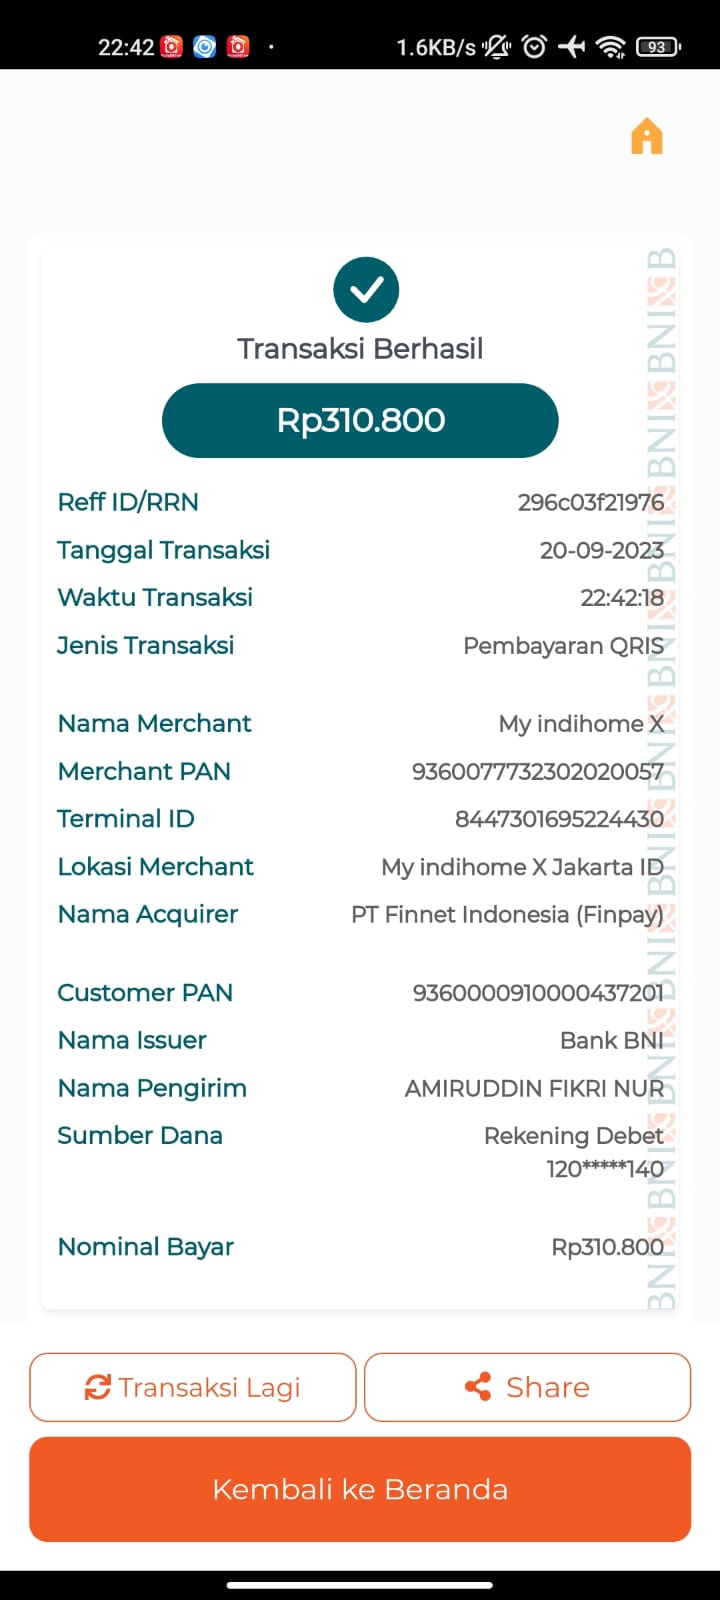 22:42
1.6KB/s
93
Transaksi Berhasil
Rp310.800
Reff ID/RRN 296c03f21976
Tanggal Transaksi 20-09-2023
Waktu Transaksi 22:42:18
Jenis Transaksi Pembayaran QRIS
Nama Merchant My indihome X
Merchant PAN 9360077732302020057
Terminal ID 8447301695224430
Lokasi Merchant My indihome X Jakarta ID
Nama Acquirer PT Finnet Indonesia (Finpay)
Customer PAN 9360000910000437201
Nama Issuer Bank BNI
Nama Pengirim AMIRUDDIN FIKRI NUR
Sumber Dana Rekening Debet
120*****140
Nominal Bayar Rp310.800
BNI BNI BNI BNI BNI BNI BNI BNI BNI BNI B
Transaksi Lagi
Share
Kembali ke Beranda